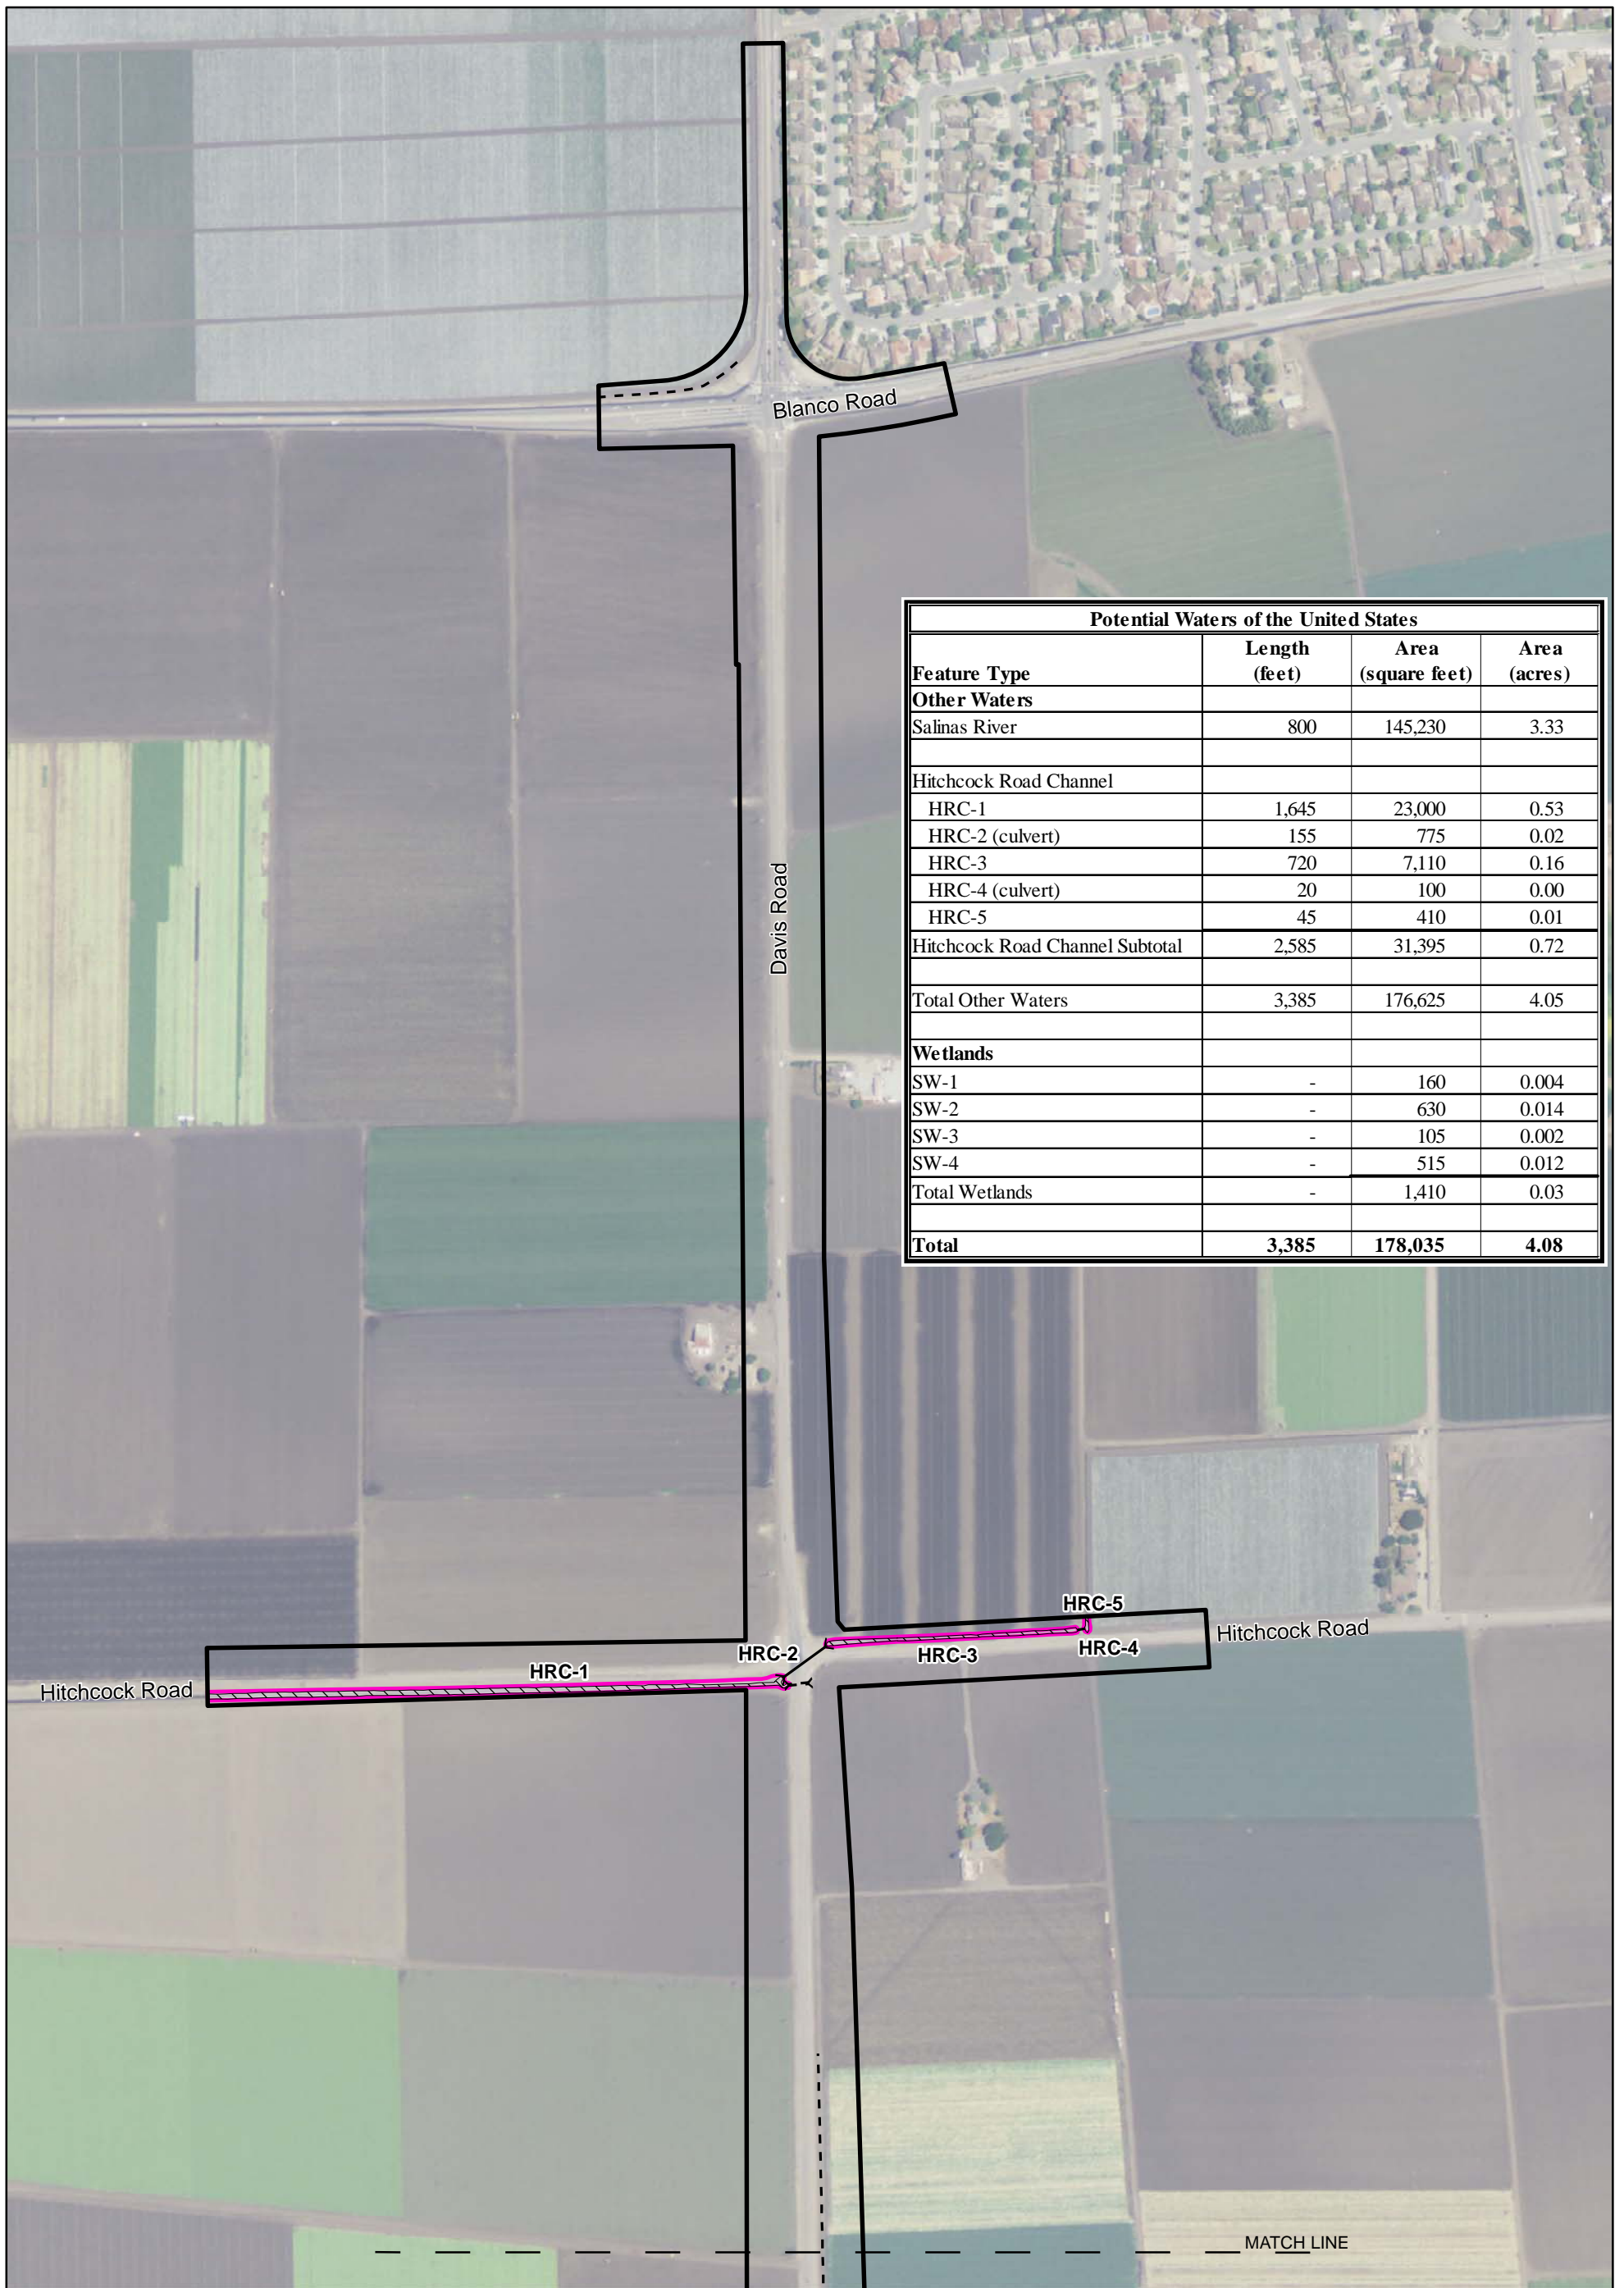 Blanco Road
Potential Waters of the United States
Feature Type Length (feet) Area (square feet) Area (acres)
Other Waters
Salinas River 800 145,230 3.33
Hitchcock Road Channel
HRC-1 1,645 23,000 0.53
HRC-2 (culvert) 155 775 0.02
HRC-3 720 7,110 0.16
HRC-4 (culvert) 20 100 0.00
HRC-5 45 410 0.01
Hitchcock Road Channel Subtotal 2,585 31,395 0.72
Total Other Waters 3,385 176,625 4.05
Wetlands
SW-1 - 160 0.004
SW-2 - 630 0.014
SW-3 - 105 0.002
SW-4 - 515 0.012
Total Wetlands - 1,410 0.03
Total 3,385 178,035 4.08
Davis Road
HRC-5
Hitchcock Road
HRC-4
HRC-3
HRC-2
HRC-1
Hitchcock Road
MATCH LINE